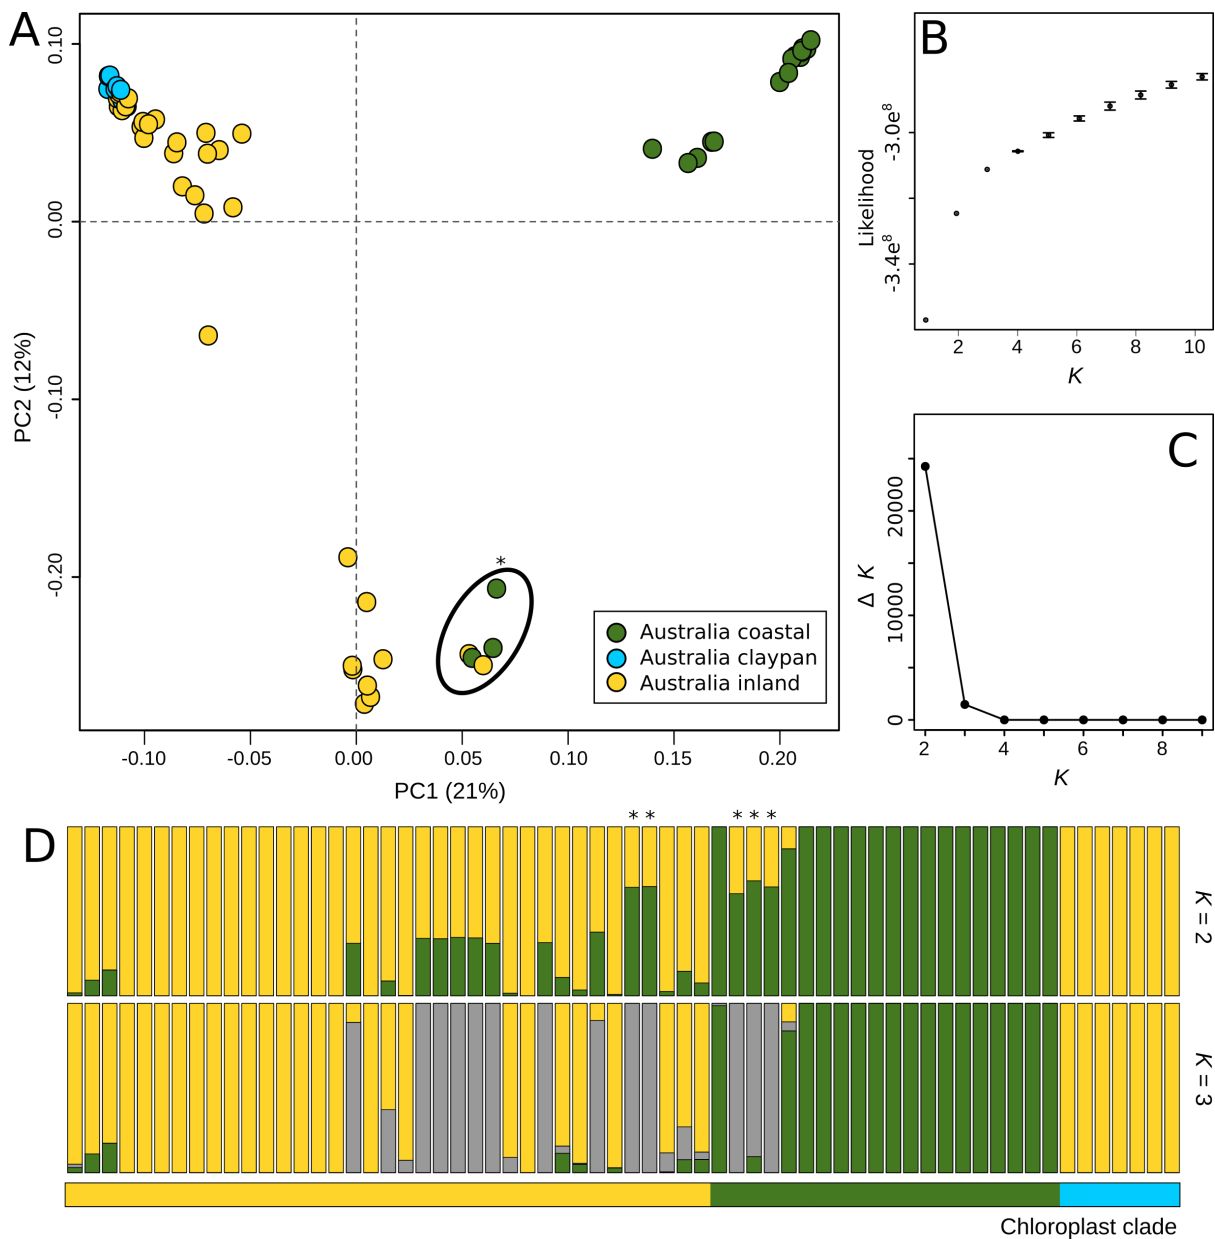 A
0.10
0.00
-0.10
-0.20
PC2 (12%)
*
Australia coastal
Australia claypan
Australia inland
-0.10 -0.05 0.00 0.05 0.10 0.15 0.20
PC1 (21%)
B
-3.0e8
-3.4e8
Likelihood
2 4 6 8 10
K
C
20000
10000
0
Δ K
2 4 6 8
K
D
* * * * *
K = 2
K = 3
Chloroplast clade